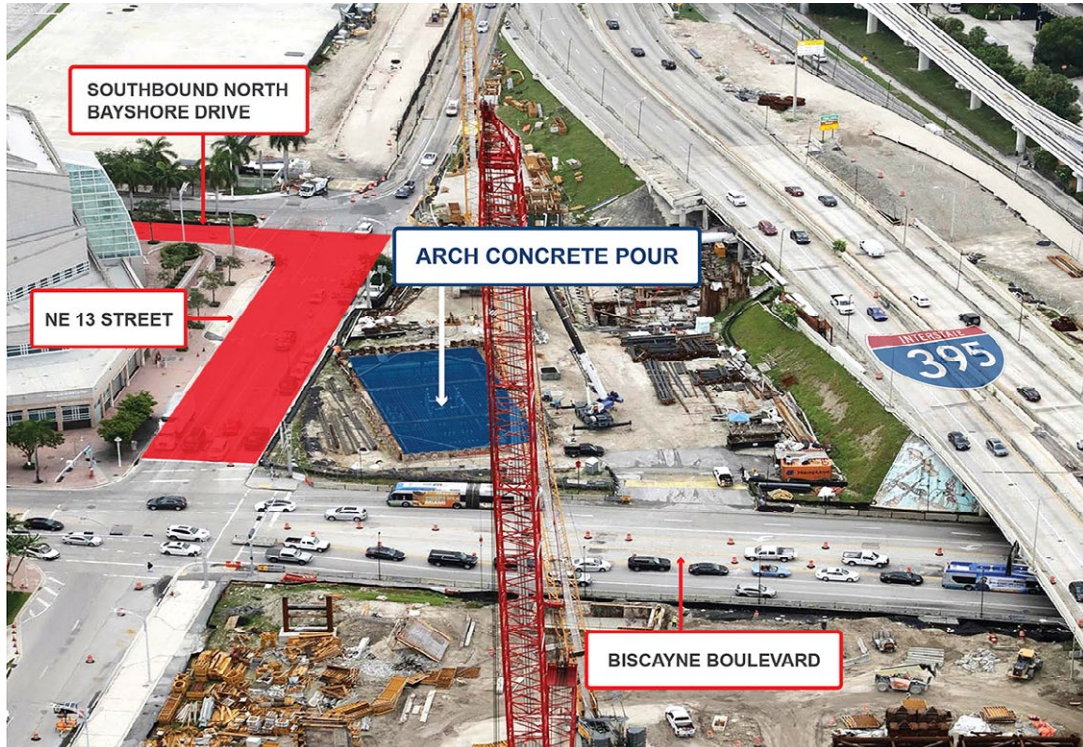 SOUTHBOUND NORTH
BAYSHORE DRIVE
ARCH CONCRETE POUR
NE 13 STREET
INTERSTATE
395
BISCAYNE BOULEVARD